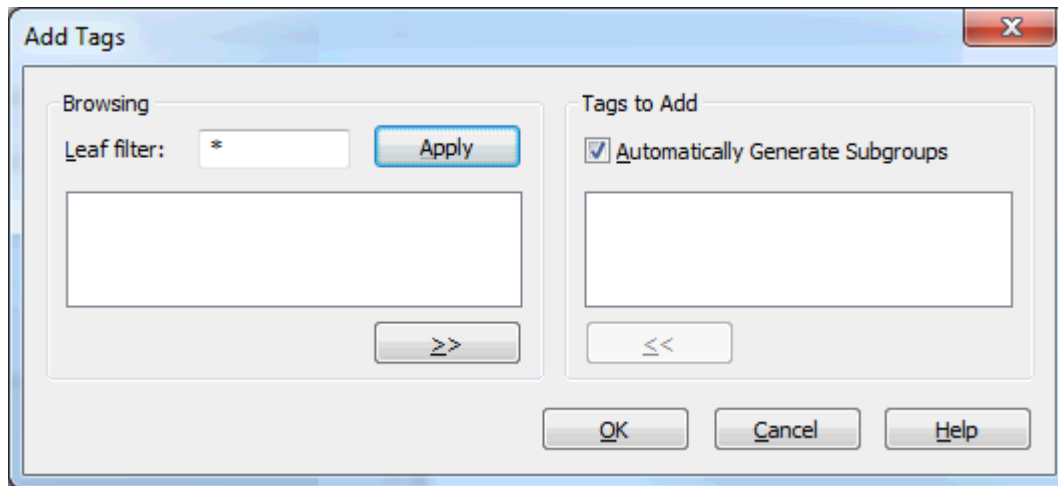 Add Tags
Browsing
Leaf filter: * Apply
>>
Tags to Add
Automatically Generate Subgroups
<<
OK Cancel Help